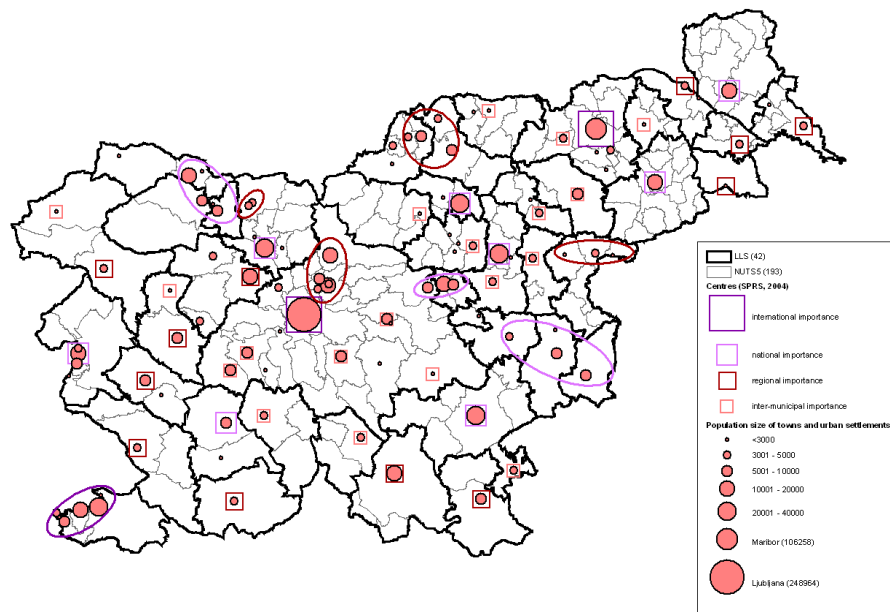 LLS (42)
NUTS5 (193)
Centres (SPRS, 2004)
international importance
national importance
regional importance
inter-municipal importance
Population size of towns and urban settlements
<3000
3001 - 5000
5001 - 10000
10001 - 20000
20001 - 40000
Maribor (106258)
Ljubljana (248964)